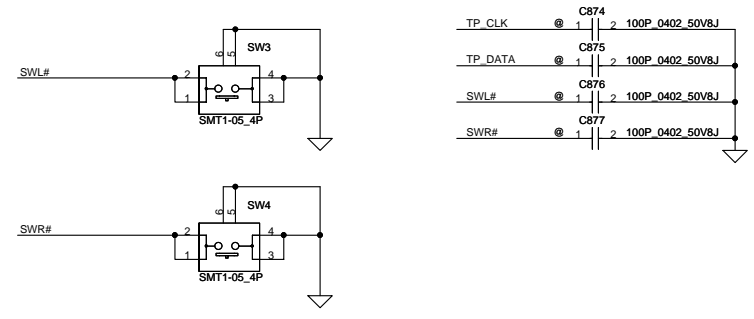 SW3
6 5
SWL#
2 4
1 3
SMT1-05_4P
SW4
6 5
SWR#
2 4
1 3
SMT1-05_4P
C874
TP_CLK @ 1 2 100P_0402_50V8J
C875
TP_DATA @ 1 2 100P_0402_50V8J
C876
SWL# @ 1 2 100P_0402_50V8J
C877
SWR# @ 1 2 100P_0402_50V8J